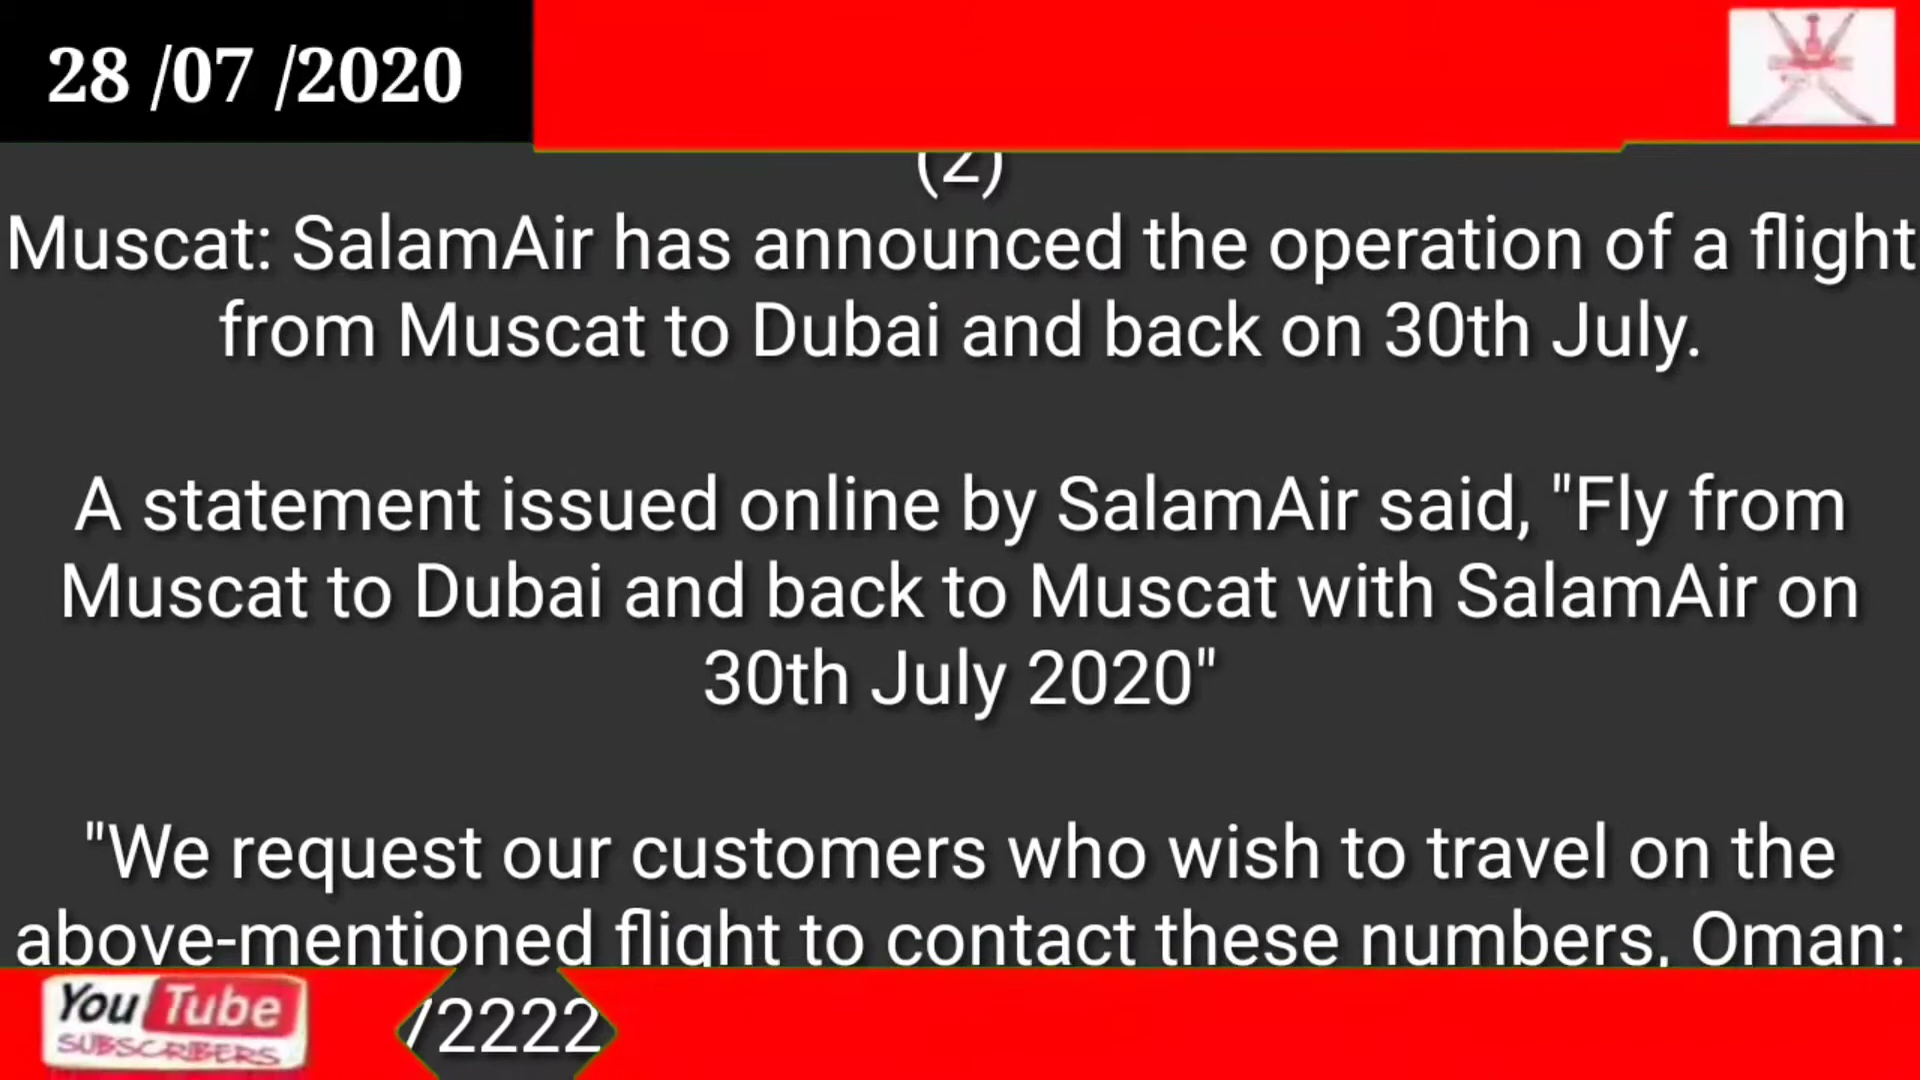 28 /07 /2020
(2)
Muscat: SalamAir has announced the operation of a flight
from Muscat to Dubai and back on 30th July.
A statement issued online by SalamAir said, "Fly from
Muscat to Dubai and back to Muscat with SalamAir on
30th July 2020"
"We request our customers who wish to travel on the
above-mentioned flight to contact these numbers, Oman:
/2222
You Tube
SUBSCRIBERS